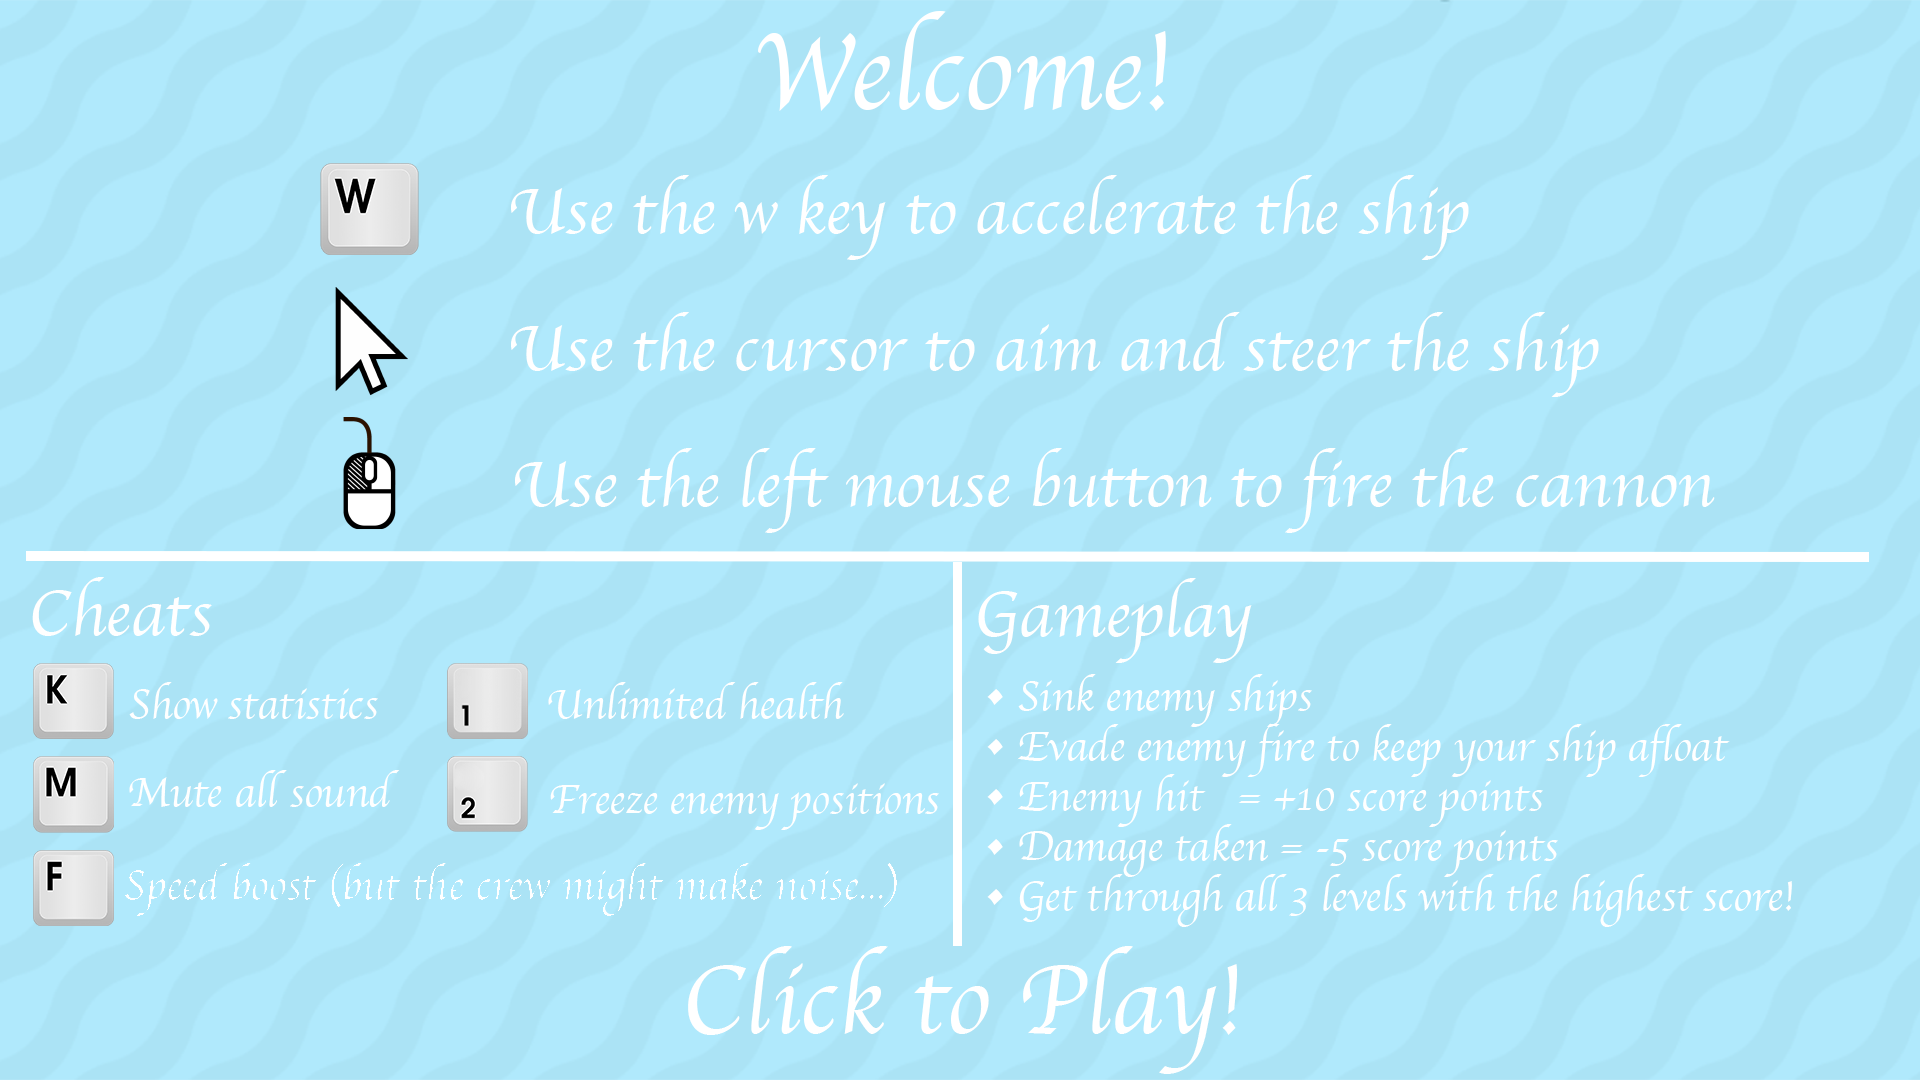 Welcome!
W
Use the w key to accelerate the ship
Use the cursor to aim and steer the ship
Use the left mouse button to fire the cannon
Cheats
K Show statistics
1 Unlimited health
M Mute all sound
2 Freeze enemy positions
F Speed boost (but the crew might make noise...)
Gameplay
◆ Sink enemy ships
◆ Evade enemy fire to keep your ship afloat
◆ Enemy hit = +10 score points
◆ Damage taken = -5 score points
◆ Get through all 3 levels with the highest score!
Click to Play!